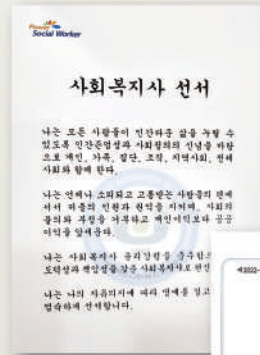 Social Worker
사회복지사 선서
나는 모든 사람들이 인간다운 삶을 누릴 수
있도록 인간존엄성과 사회정의의 신념을 바탕
으로 개인, 가족, 집단, 조직, 지역사회, 전체
사회와 함께 한다.
나는 언제나 소외되고 고통받는 사람들의 편에
서서 저들의 인권과 권익을 지키며, 사회의
불의와 부정을 거부하고 개인이익보다 공공
이익을 앞세운다.
나는 사회복지사 윤리강령을 준수함으
도덕성과 책임성을 갖춘 사회복지사로 헌신
나는 나의 자유의지에 따라 명예를 걸고
엄숙하게 선서합니다.